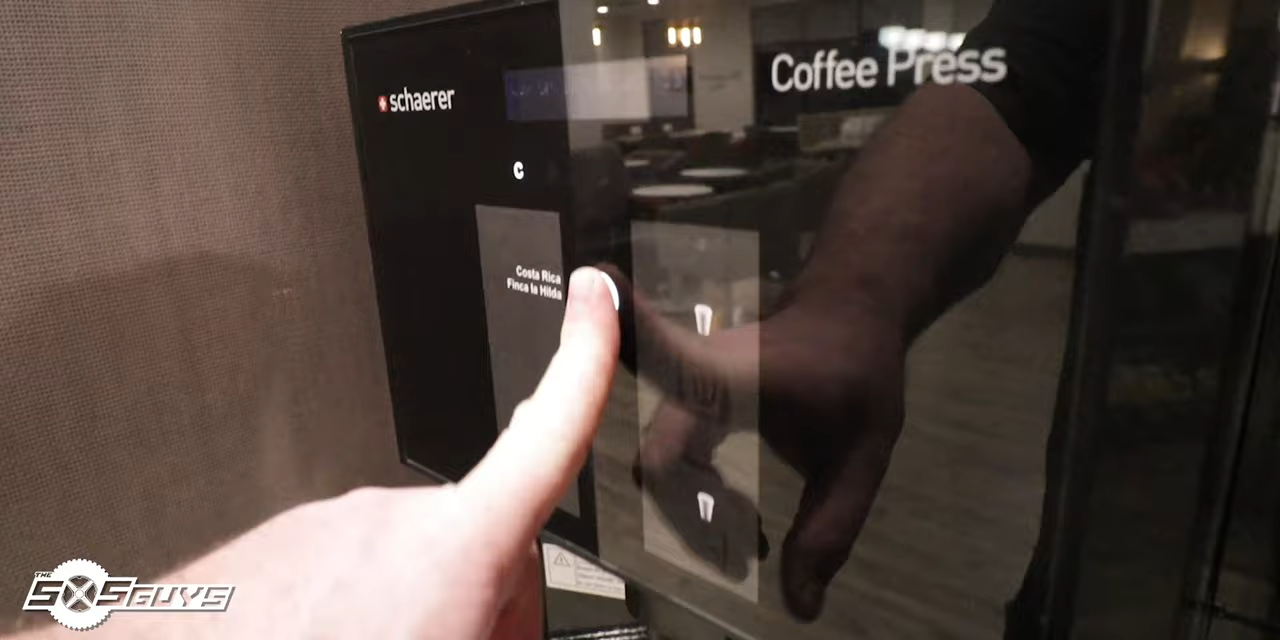 schaerer
Coffee Press
C
Costa Rica
Finca la Hilda
THE
SXS GUYS